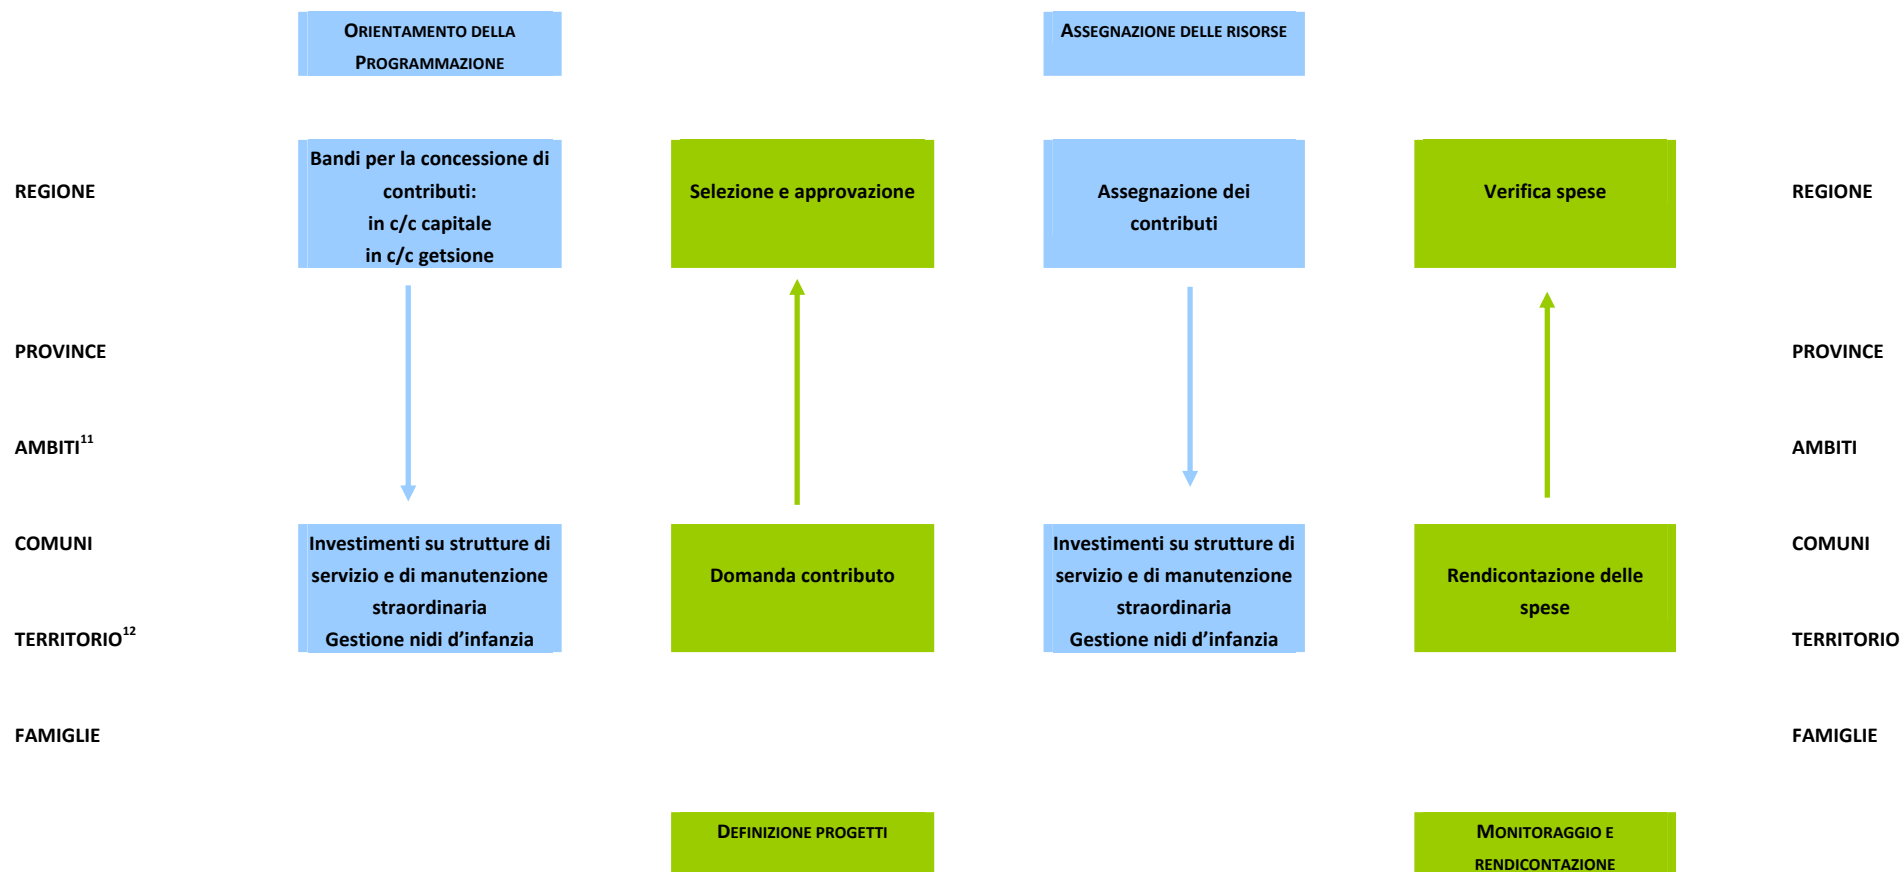 ORIENTAMENTO DELLA
PROGRAMMAZIONE
ASSEGNAZIONE DELLE RISORSE
REGIONE
Bandi per la concessione di
contributi:
in c/c capitale
in c/c getsione
Selezione e approvazione
Assegnazione dei
contributi
Verifica spese
REGIONE
PROVINCE
PROVINCE
AMBITI11
AMBITI
COMUNI
COMUNI
Investimenti su strutture di
servizio e di manutenzione
straordinaria
Gestione nidi d’infanzia
Domanda contributo
Investimenti su strutture di
servizio e di manutenzione
straordinaria
Gestione nidi d’infanzia
Rendicontazione delle
spese
TERRITORIO12
TERRITORIO
FAMIGLIE
FAMIGLIE
DEFINIZIONE PROGETTI
MONITORAGGIO E
RENDICONTAZIONE